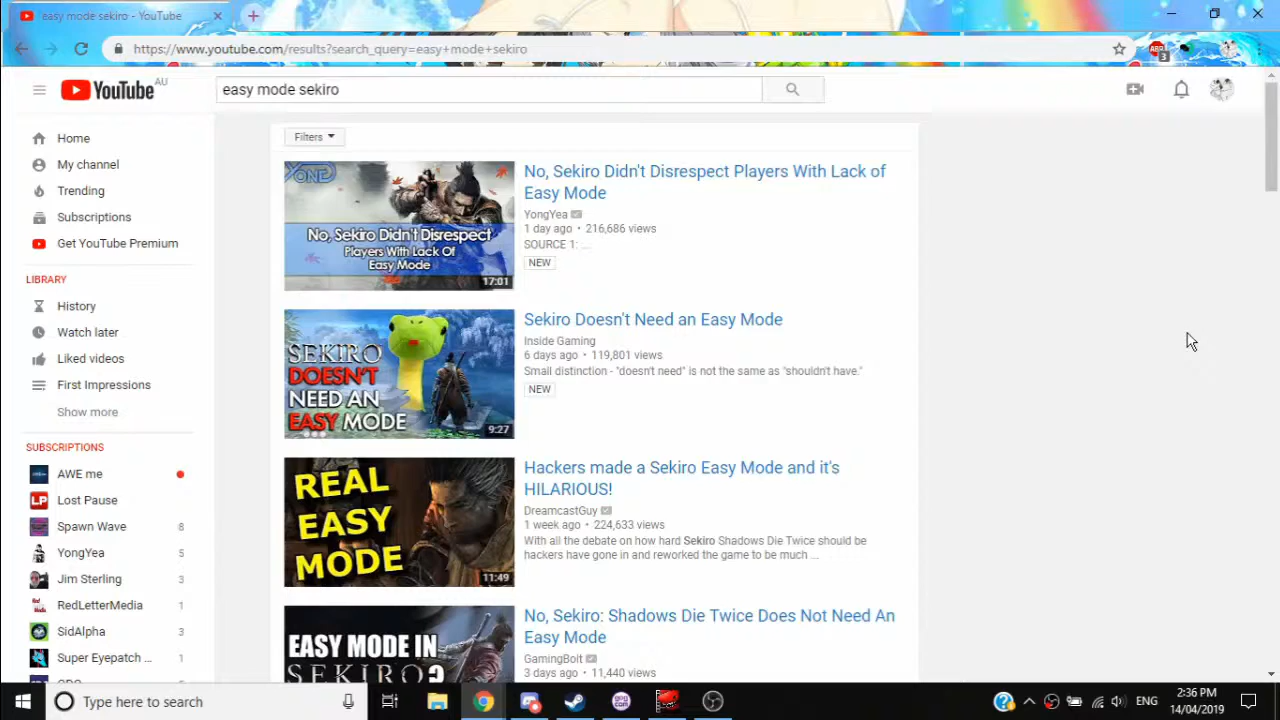 easy mode sekiro - YouTube
https://www.youtube.com/results?search_query=easy+mode+sekiro
3
YouTube AU
easy mode sekiro
Home
My channel
Trending
Subscriptions
Get YouTube Premium
LIBRARY
History
Watch later
Liked videos
First Impressions
Show more
SUBSCRIPTIONS
AWE me
LP
Lost Pause
Spawn Wave 8
YongYea 5
Jim Sterling 3
RedLetterMedia 1
SidAlpha 3
Super Eyepatch ... 1
Filters
No, Sekiro Didn't Disrespect
Players With Lack Of
Easy Mode
17:01
No, Sekiro Didn't Disrespect Players With Lack of
Easy Mode
YongYea
1 day ago • 216,686 views
SOURCE 1: ...
NEW
SEKIRO
DOESN'T
NEED AN
EASY MODE
9:27
Sekiro Doesn't Need an Easy Mode
Inside Gaming
6 days ago • 119,801 views
Small distinction - "doesn't need" is not the same as "shouldn't have."
NEW
REAL
EASY
MODE
11:49
Hackers made a Sekiro Easy Mode and it's
HILARIOUS!
DreamcastGuy
1 week ago • 224,633 views
With all the debate on how hard Sekiro Shadows Die Twice should be
hackers have gone in and reworked the game to be much ...
EASY MODE IN
SEKIRO?
No, Sekiro: Shadows Die Twice Does Not Need An
Easy Mode
GamingBolt
3 days ago • 11,440 views
Type here to search
ENG
2:36 PM
14/04/2019